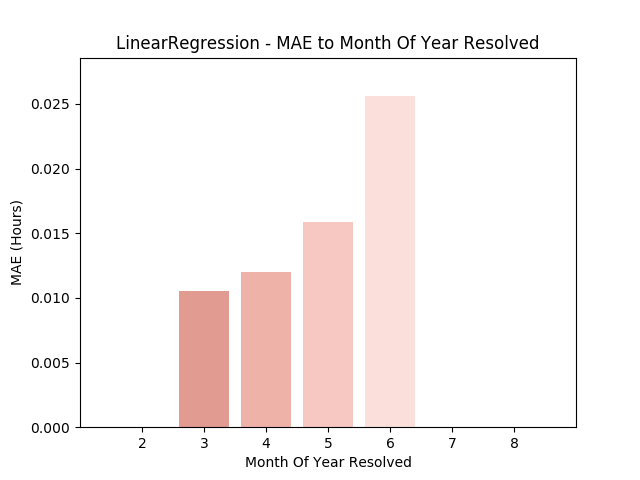 LinearRegression - MAE to Month Of Year Resolved
0.025
0.020
0.015
0.010
0.005
0.000
MAE (Hours)
2 3 4 5 6 7 8
Month Of Year Resolved